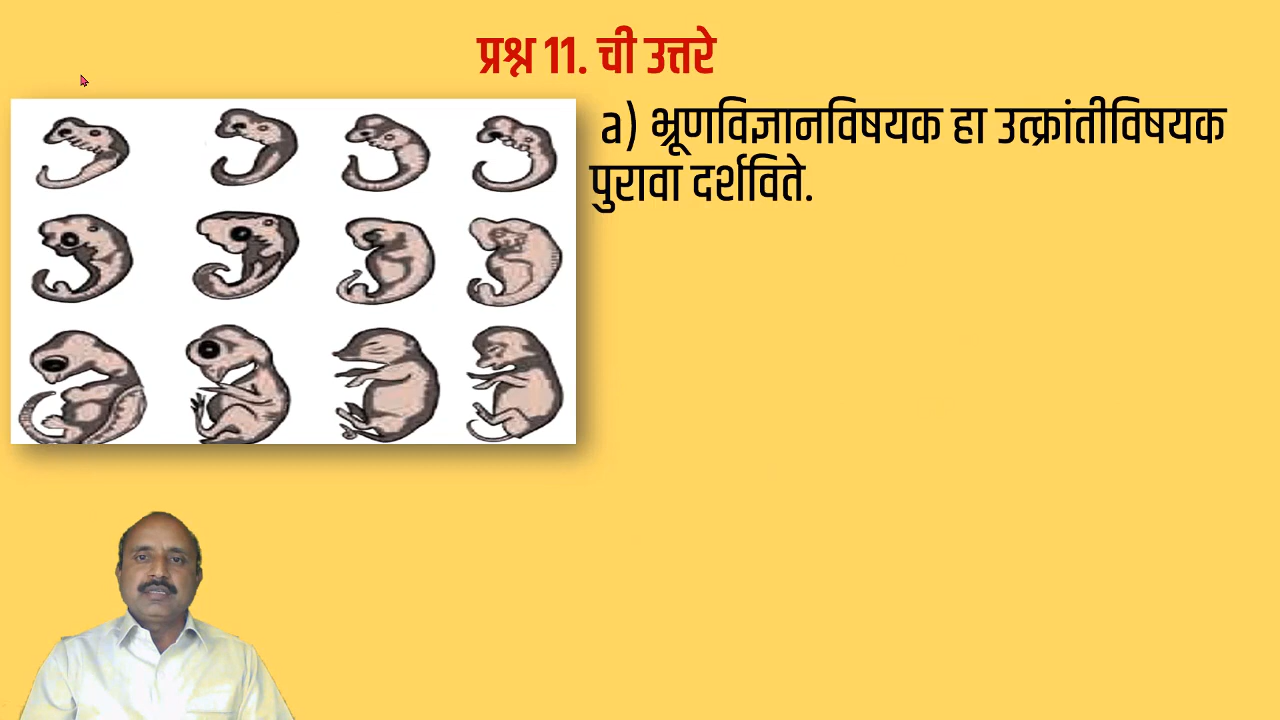 प्रश्न 11. ची उत्तरे
a) भ्रूणविज्ञानविषयक हा उत्क्रांतीविषयक
पुरावा दर्शविते.